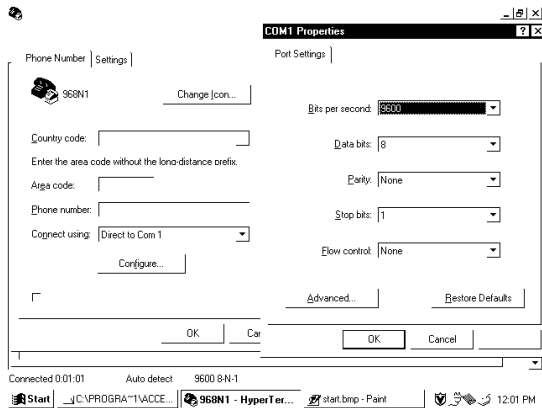 COM1 Properties
Phone Number
Settings
Port Settings
968N1
Change Icon...
Bits per second: 9600
Country code:
Data bits: 8
Enter the area code without the long-distance prefix.
Area code:
Parity: None
Phone number:
Stop bits: 1
Connect using: Direct to Com 1
Flow control: None
Configure...
Advanced...
Restore Defaults
OK
Can
OK
Cancel
Connected 0:01:01
Auto detect
9600 8-N-1
Start
C:\PROGRA~1\ACCE...
968N1 - HyperTer...
start.bmp - Paint
12:01 PM